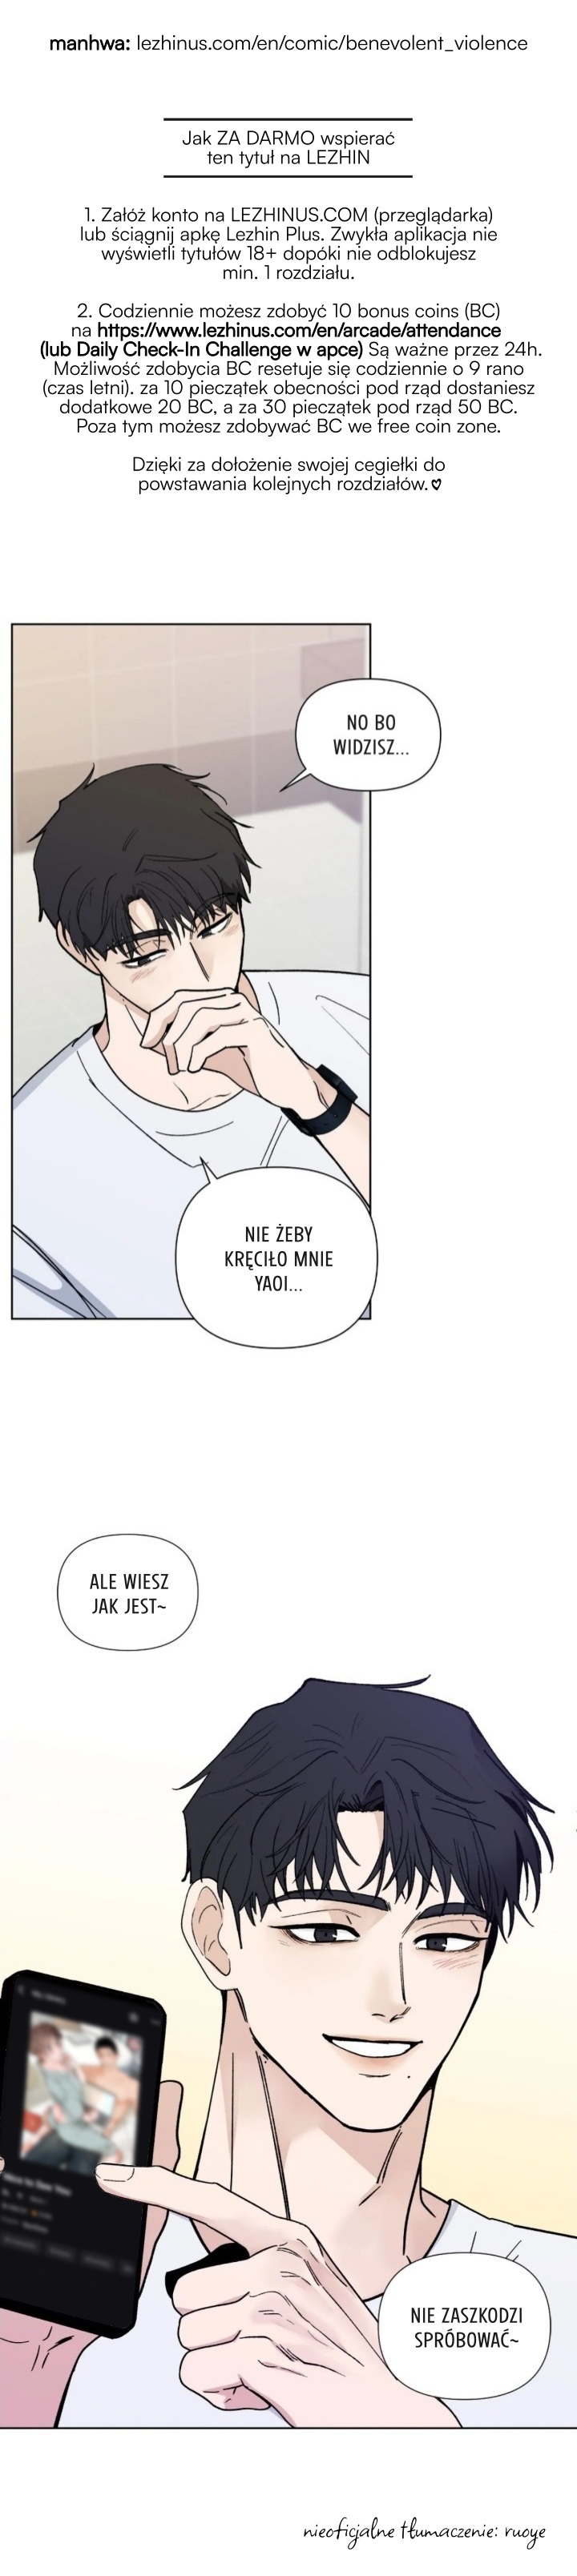 manhwa: lezhinus.com/en/comic/benevolent_violence
Jak ZA DARMO wspierać
ten tytuł na LEZHIN
1. Załóż konto na LEZHINUS.COM (przeglądarka)
lub ściągnij apkę Lezhin Plus. Zwykła aplikacja nie
wyświetli tytułów 18+ dopóki nie odblokujesz
min. 1 rozdziału.
2. Codziennie możesz zdobyć 10 bonus coins (BC)
na https://www.lezhinus.com/en/arcade/attendance
(lub Daily Check-In Challenge w apce) Są ważne przez 24h.
Możliwość zdobycia BC resetuje się codziennie o 9 rano
(czas letni). za 10 pieczątek obecności pod rząd dostaniesz
dodatkowe 20 BC, a za 30 pieczątek pod rząd 50 BC.
Poza tym możesz zdobywać BC we free coin zone.
Dzięki za dołożenie swojej cegiełki do
powstawania kolejnych rozdziałów.♡
NO BO
WIDZISZ...
NIE ŻEBY
KRĘCIŁO MNIE
YAOI...
ALE WIESZ
JAK JEST~
NIE ZASZKODZI
SPRÓBOWAĆ~
nieoficjalne tłumaczenie: ruoye